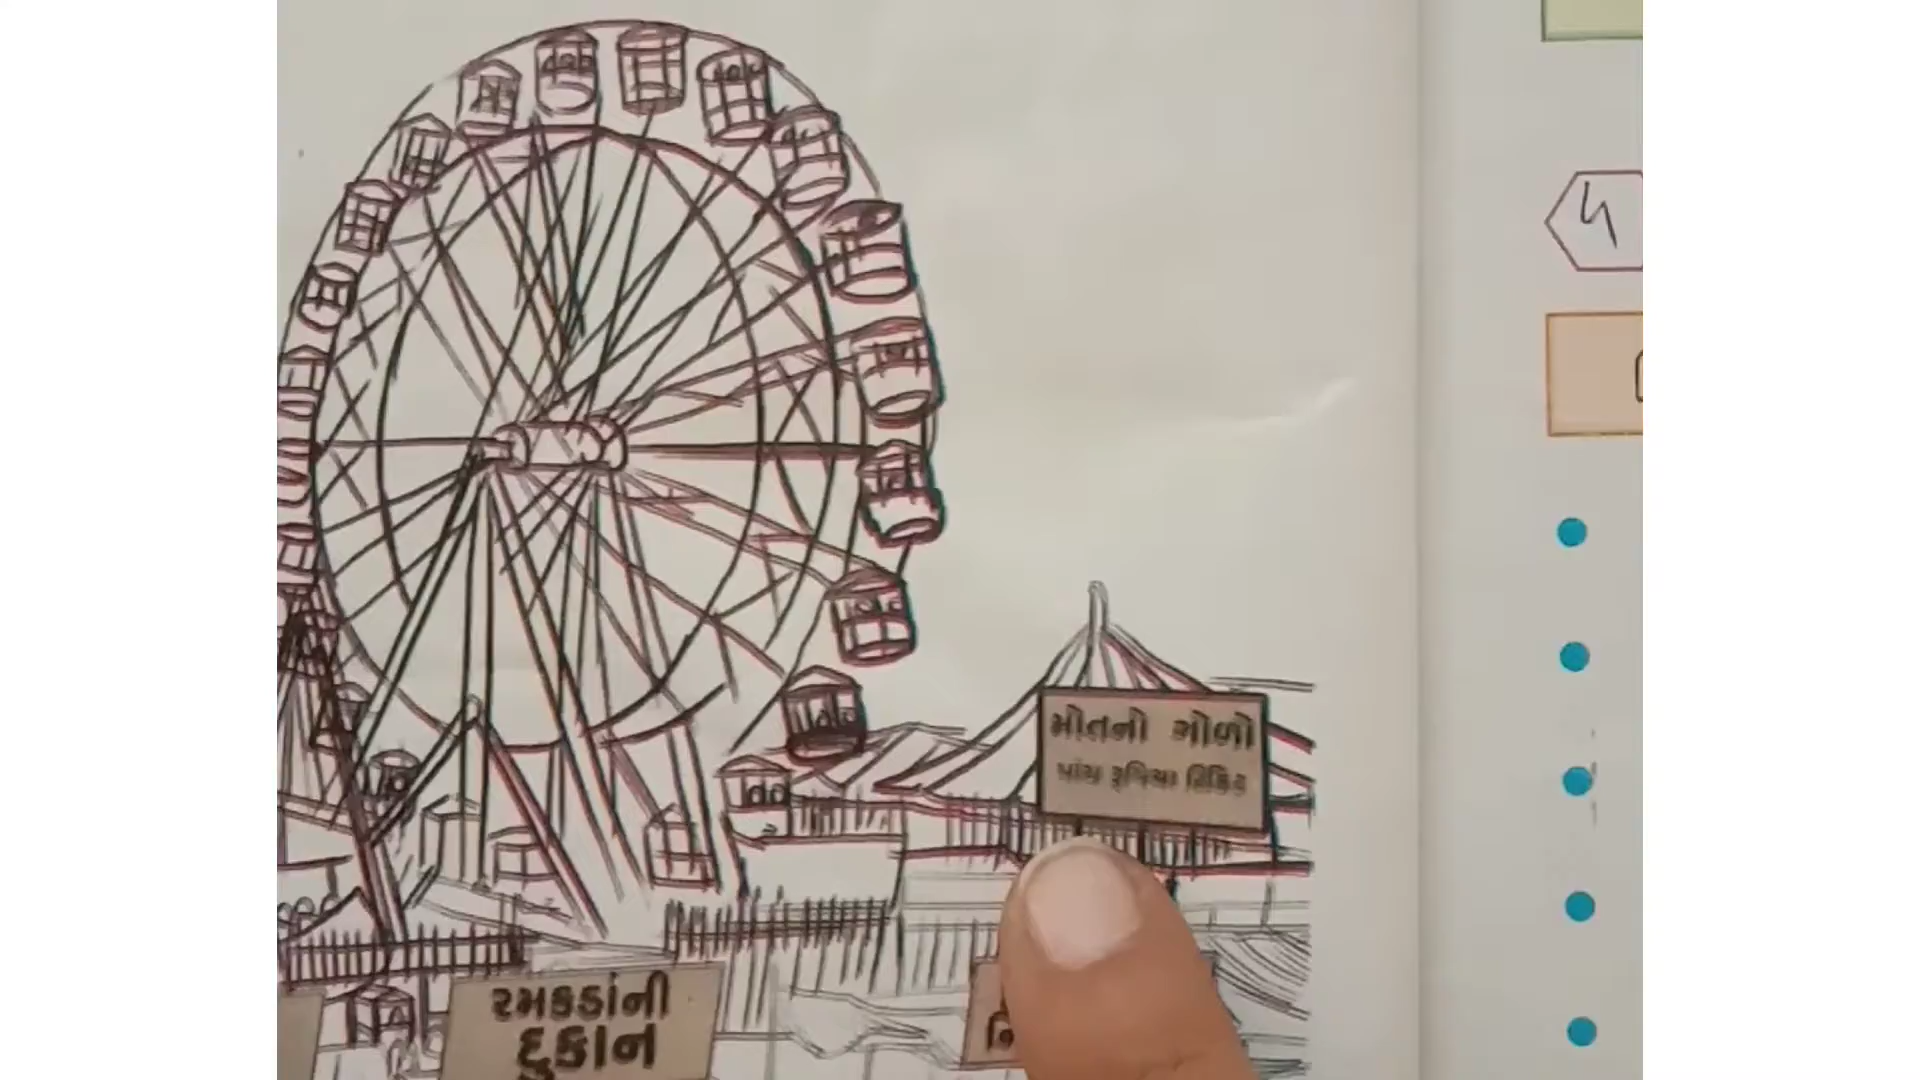 ૫
મોતનો ગોળો
પાંચ રૂપિયા ટિકિટ
રમકડાંની
દુકાન